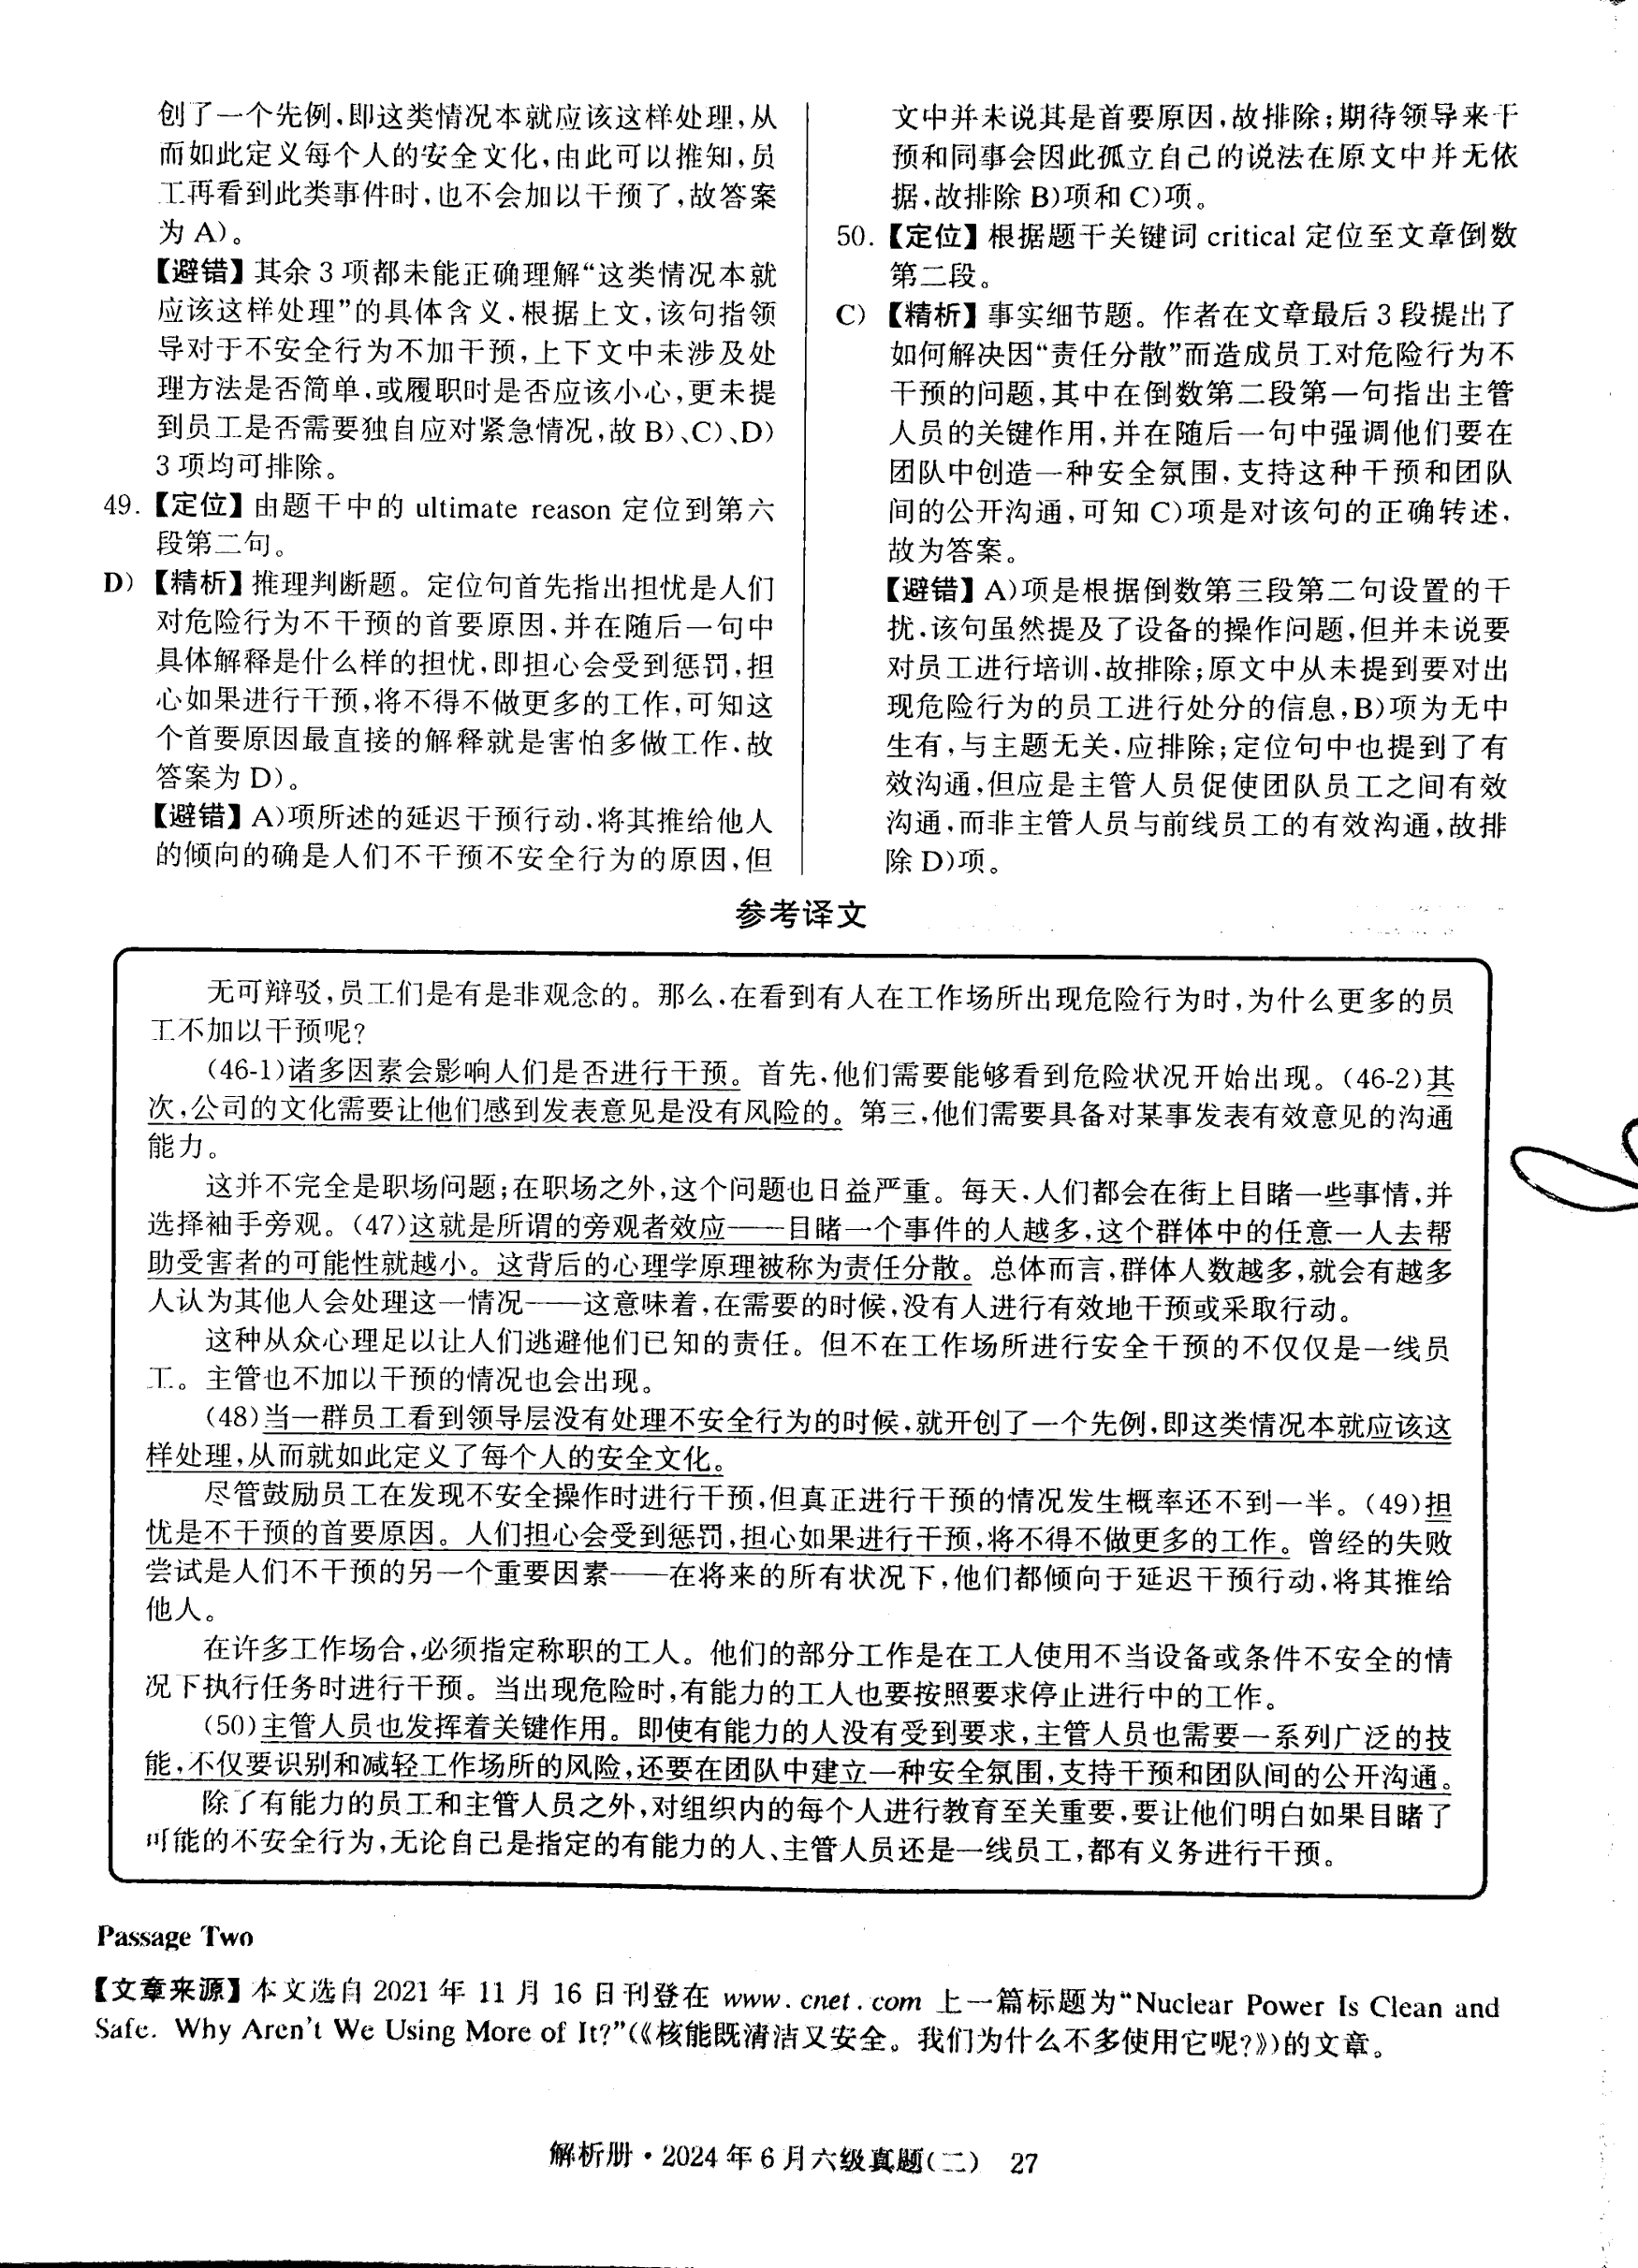 创了一个先例,即这类情况本就应该这样处理,从
而如此定义每个人的安全文化,由此可以推知,员
工再看到此类事件时,也不会加以干预了,故答案
为 A)。
【避错】其余 3 项都未能正确理解“这类情况本就
应该这样处理”的具体含义,根据上文,该句指领
导对于不安全行为不加干预,上下文中未涉及处
理方法是否简单,或履职时是否应该小心,更未提
到员工是否需要独自应对紧急情况,故 B)、C)、D)
3 项均可排除。
49.【定位】由题干中的 ultimate reason 定位到第六
段第二句。
D)【精析】推理判断题。定位句首先指出担忧是人们
对危险行为不干预的首要原因,并在随后一句中
具体解释是什么样的担忧,即担心会受到惩罚,担
心如果进行干预,将不得不做更多的工作,可知这
个首要原因最直接的解释就是害怕多做工作,故
答案为 D)。
【避错】A)项所述的延迟干预行动,将其推给他人
的倾向的确是人们不干预不安全行为的原因,但
文中并未说其是首要原因,故排除;期待领导来干
预和同事会因此孤立自己的说法在原文中并无依
据,故排除 B)项和 C)项。
50.【定位】根据题干关键词 critical 定位至文章倒数
第二段。
C)【精析】事实细节题。作者在文章最后 3 段提出了
如何解决因“责任分散”而造成员工对危险行为不
干预的问题,其中在倒数第二段第一句指出主管
人员的关键作用,并在随后一句中强调他们要在
团队中创造一种安全氛围,支持这种干预和团队
间的公开沟通,可知 C)项是对该句的正确转述,
故为答案。
【避错】A)项是根据倒数第三段第二句设置的干
扰,该句虽然提及了设备的操作问题,但并未说要
对员工进行培训,故排除;原文中从未提到要对出
现危险行为的员工进行处分的信息,B)项为无中
生有,与主题无关,应排除;定位句中也提到了有
效沟通,但应是主管人员促使团队员工之间有效
沟通,而非主管人员与前线员工的有效沟通,故排
除 D)项。
参考译文
无可辩驳,员工们是有是非观念的。那么,在看到有人在工作场所出现危险行为时,为什么更多的员
工不加以干预呢?
(46-1)诸多因素会影响人们是否进行干预。首先,他们需要能够看到危险状况开始出现。(46-2)其
次,公司的文化需要让他们感到发表意见是没有风险的。第三,他们需要具备对某事发表有效意见的沟通
能力。
这并不完全是职场问题;在职场之外,这个问题也日益严重。每天,人们都会在街上目睹一些事情,并
选择袖手旁观。(47)这就是所谓的旁观者效应——目睹一个事件的人越多,这个群体中的任意一人去帮
助受害者的可能性就越小。这背后的心理学原理被称为责任分散。总体而言,群体人数越多,就会有越多
人认为其他人会处理这一情况——这意味着,在需要的时候,没有人进行有效地干预或采取行动。
这种从众心理足以让人们逃避他们已知的责任。但不在工作场所进行安全干预的不仅仅是一线员
工。主管也不加以干预的情况也会出现。
(48)当一群员工看到领导层没有处理不安全行为的时候,就开创了一个先例,即这类情况本就应该这
样处理,从而就如此定义了每个人的安全文化。
尽管鼓励员工在发现不安全操作时进行干预,但真正进行干预的情况发生概率还不到一半。(49)担
忧是不干预的首要原因。人们担心会受到惩罚,担心如果进行干预,将不得不做更多的工作。曾经的失败
尝试是人们不干预的另一个重要因素——在将来的所有状况下,他们都倾向于延迟干预行动,将其推给
他人。
在许多工作场合,必须指定称职的工人。他们的部分工作是在工人使用不当设备或条件不安全的情
况下执行任务时进行干预。当出现危险时,有能力的工人也要按照要求停止进行中的工作。
(50)主管人员也发挥着关键作用。即使有能力的人没有受到要求,主管人员也需要一系列广泛的技
能,不仅要识别和减轻工作场所的风险,还要在团队中建立一种安全氛围,支持干预和团队间的公开沟通。
除了有能力的员工和主管人员之外,对组织内的每个人进行教育至关重要,要让他们明白如果目睹了
可能的不安全行为,无论自己是指定的有能力的人、主管人员还是一线员工,都有义务进行干预。
Passage Two
【文章来源】本文选自 2021 年 11 月 16 日刊登在 www.cnet.com 上一篇标题为“Nuclear Power Is Clean and
Safe. Why Aren't We Using More of It?”(《核能既清洁又安全。我们为什么不多使用它呢?》)的文章。
解析册·2024 年 6 月六级真题(二) 27